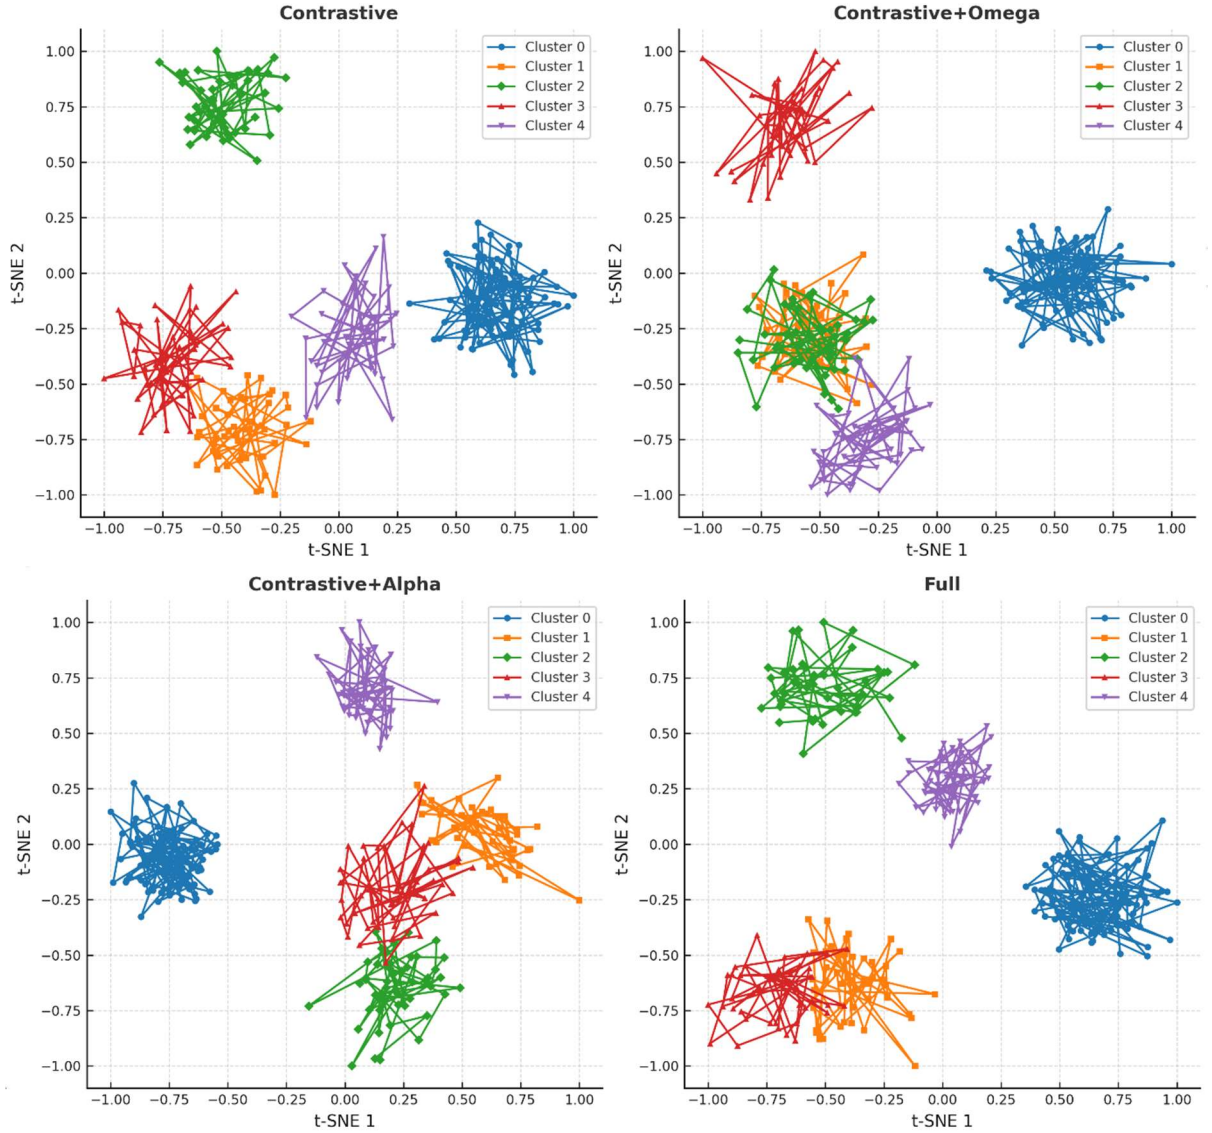 Contrastive
1.00
0.75
0.50
0.25
0.00
−0.25
−0.50
−0.75
−1.00
t-SNE 2
Cluster 0
Cluster 1
Cluster 2
Cluster 3
Cluster 4
−1.00 −0.75 −0.50 −0.25 0.00 0.25 0.50 0.75 1.00
t-SNE 1
Contrastive+Omega
1.00
0.75
0.50
0.25
0.00
−0.25
−0.50
−0.75
−1.00
t-SNE 2
Cluster 0
Cluster 1
Cluster 2
Cluster 3
Cluster 4
−1.00 −0.75 −0.50 −0.25 0.00 0.25 0.50 0.75 1.00
t-SNE 1
Contrastive+Alpha
1.00
0.75
0.50
0.25
0.00
−0.25
−0.50
−0.75
−1.00
t-SNE 2
Cluster 0
Cluster 1
Cluster 2
Cluster 3
Cluster 4
−1.00 −0.75 −0.50 −0.25 0.00 0.25 0.50 0.75 1.00
t-SNE 1
Full
1.00
0.75
0.50
0.25
0.00
−0.25
−0.50
−0.75
−1.00
t-SNE 2
Cluster 0
Cluster 1
Cluster 2
Cluster 3
Cluster 4
−1.00 −0.75 −0.50 −0.25 0.00 0.25 0.50 0.75 1.00
t-SNE 1